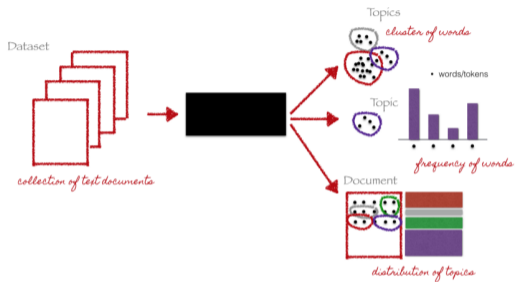 Dataset
collection of text documents
Topics
cluster of words
• words/tokens
Topic
frequency of words
Document
distribution of topics